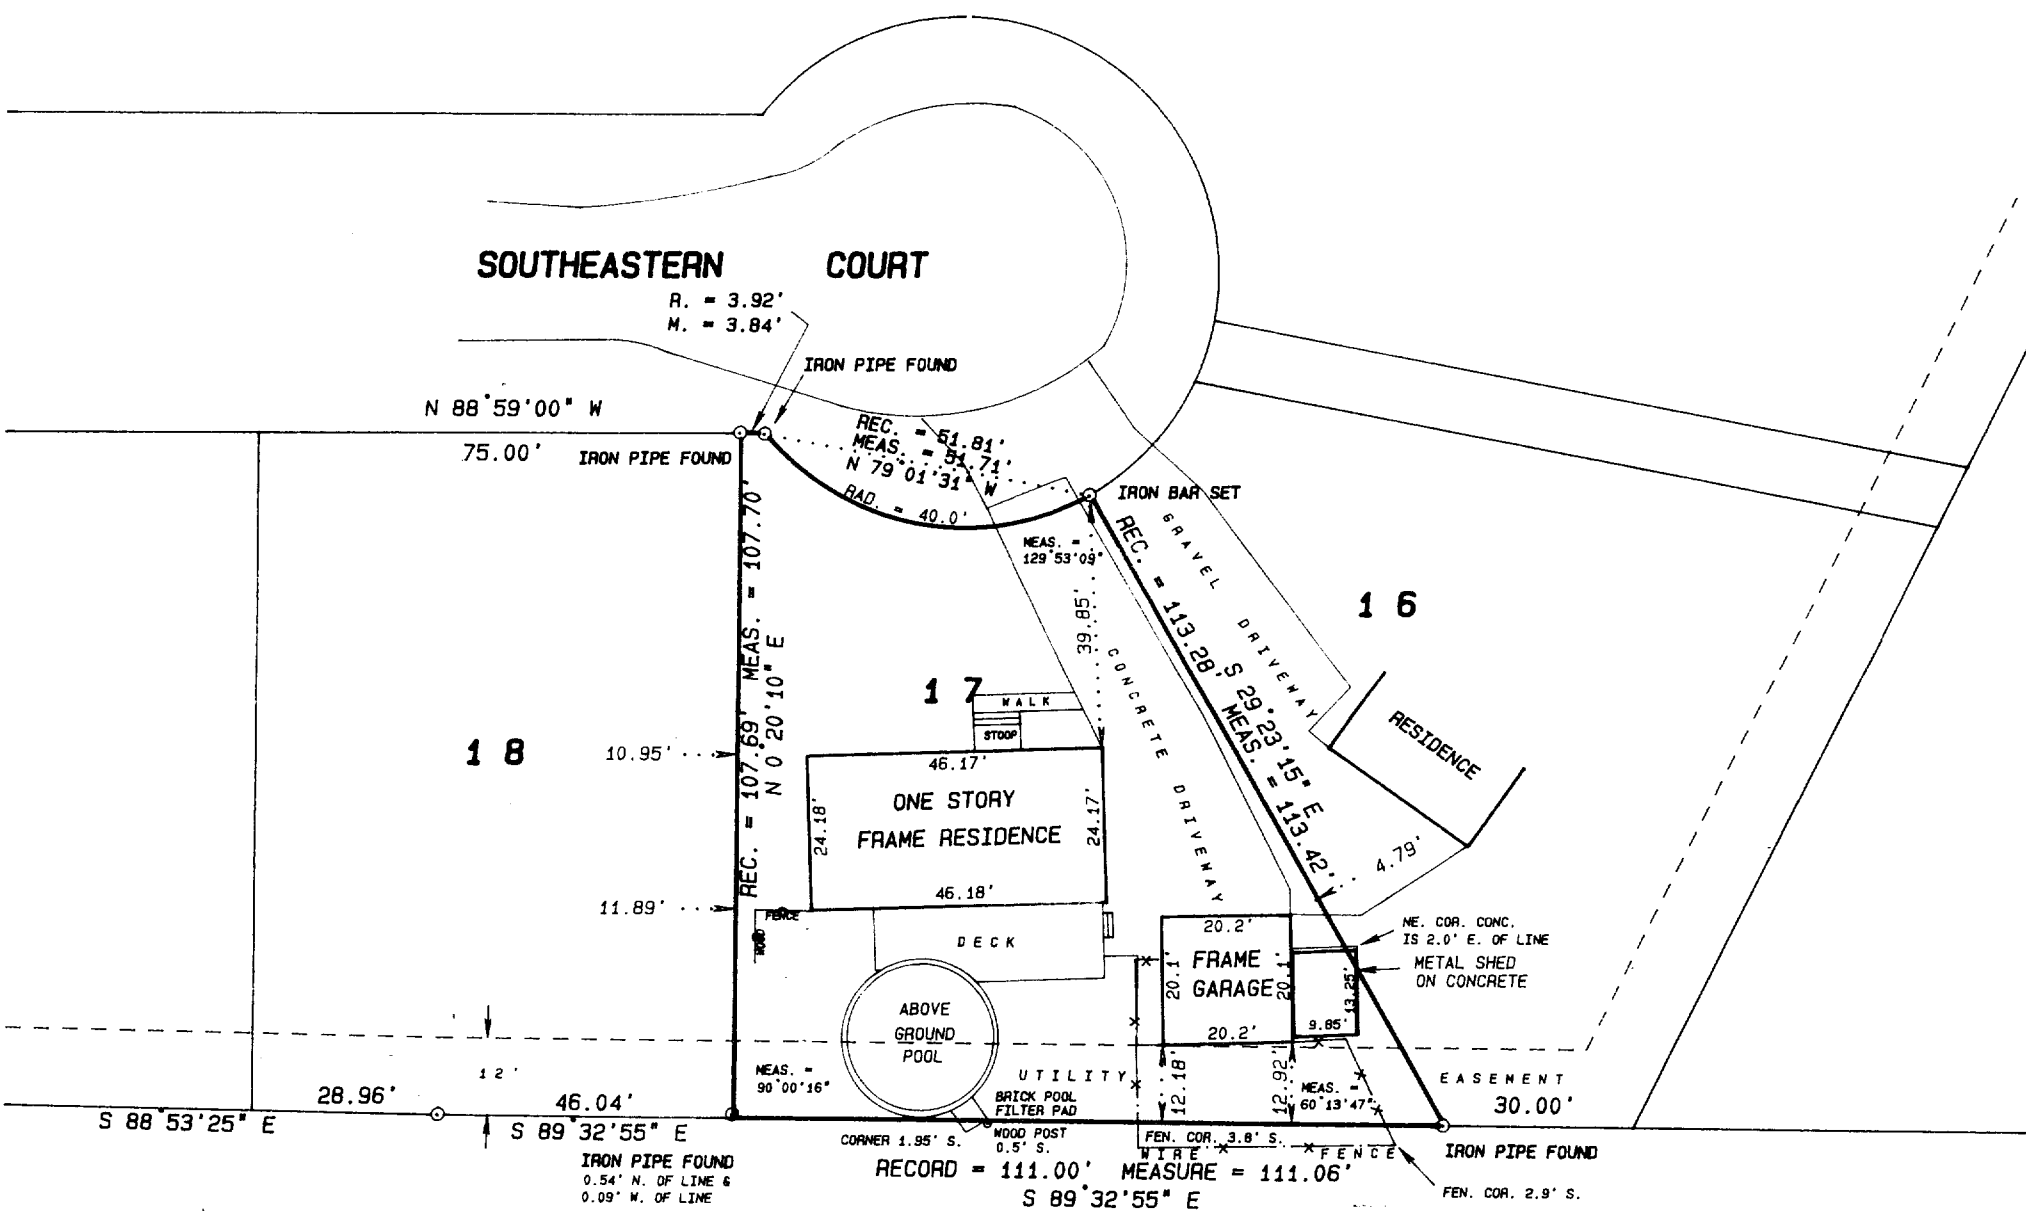 SOUTHEASTERN COURT
R. = 3.92'
M. = 3.84'
IRON PIPE FOUND
N 88°59'00" W
75.00'
IRON PIPE FOUND
REC. = 51.81'
MEAS. = 51.71'
N 79°01'31" W
RAD. = 40.0'
IRON BAR SET
MEAS. =
129°53'09"
39.85'
REC. = 113.28' MEAS. = 113.42'
S 29°23'15" E
GRAVEL DRIVEWAY
CONCRETE DRIVEWAY
16
17
18
REC. = 107.69' MEAS. = 107.70'
N 0°20'10" E
WALK
STOOP
RESIDENCE
10.95'
46.17'
ONE STORY
FRAME RESIDENCE
24.18'
24.17'
46.18'
4.79'
11.89'
FENCE
WOOD
DECK
20.2'
FRAME
GARAGE
20.1'
20.1'
20.2'
NE. COR. CONC.
IS 2.0' E. OF LINE
METAL SHED
ON CONCRETE
13.25'
9.85'
ABOVE
GROUND
POOL
12'
28.96'
46.04'
S 88°53'25" E
S 89°32'55" E
MEAS. =
90°00'16"
UTILITY
EASEMENT
BRICK POOL
FILTER PAD
12.18'
12.92'
MEAS. =
60°13'47"
30.00'
CORNER 1.95' S.
WOOD POST
0.5' S.
FEN. COR. 3.8' S.
WIRE FENCE
IRON PIPE FOUND
IRON PIPE FOUND
0.54' N. OF LINE &
0.09' W. OF LINE
RECORD = 111.00' MEASURE = 111.06'
S 89°32'55" E
FEN. COR. 2.9' S.